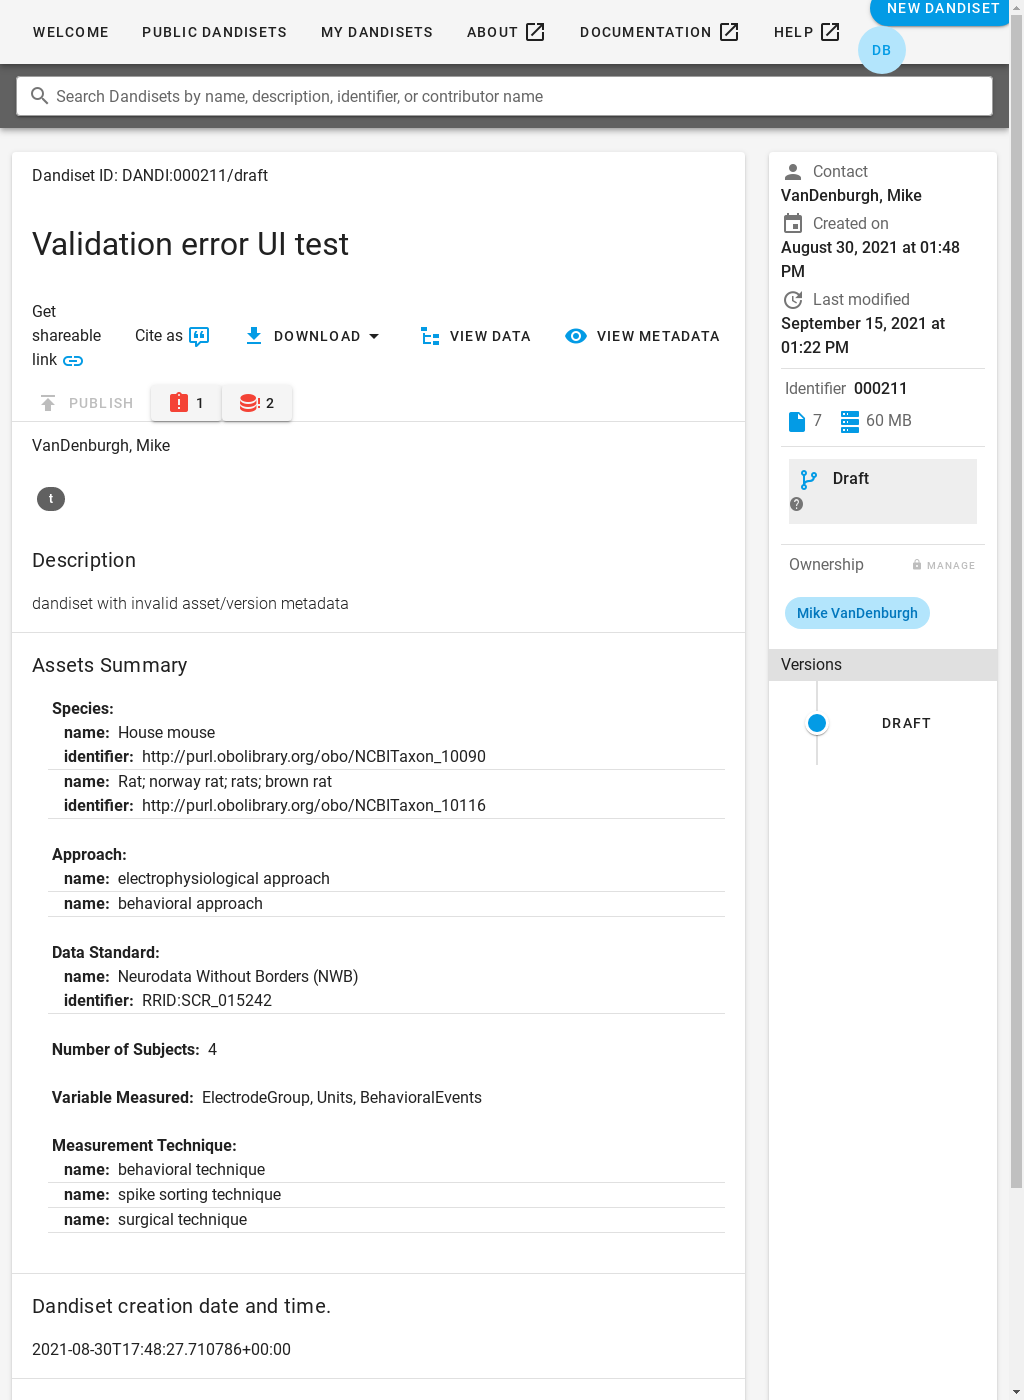 WELCOME
PUBLIC DANDISETS
MY DANDISETS
ABOUT
DOCUMENTATION
HELP
NEW DANDISET
DB
Search Dandisets by name, description, identifier, or contributor name
Dandiset ID: DANDI:000211/draft
Validation error UI test
Get
shareable
link
Cite as
DOWNLOAD
VIEW DATA
VIEW METADATA
PUBLISH
1
2
VanDenburgh, Mike
t
Description
dandiset with invalid asset/version metadata
Assets Summary
Species:
name: House mouse
identifier: http://purl.obolibrary.org/obo/NCBITaxon_10090
name: Rat; norway rat; rats; brown rat
identifier: http://purl.obolibrary.org/obo/NCBITaxon_10116
Approach:
name: electrophysiological approach
name: behavioral approach
Data Standard:
name: Neurodata Without Borders (NWB)
identifier: RRID:SCR_015242
Number of Subjects: 4
Variable Measured: ElectrodeGroup, Units, BehavioralEvents
Measurement Technique:
name: behavioral technique
name: spike sorting technique
name: surgical technique
Dandiset creation date and time.
2021-08-30T17:48:27.710786+00:00
Contact
VanDenburgh, Mike
Created on
August 30, 2021 at 01:48
PM
Last modified
September 15, 2021 at
01:22 PM
Identifier 000211
7
60 MB
Draft
Ownership
MANAGE
Mike VanDenburgh
Versions
DRAFT